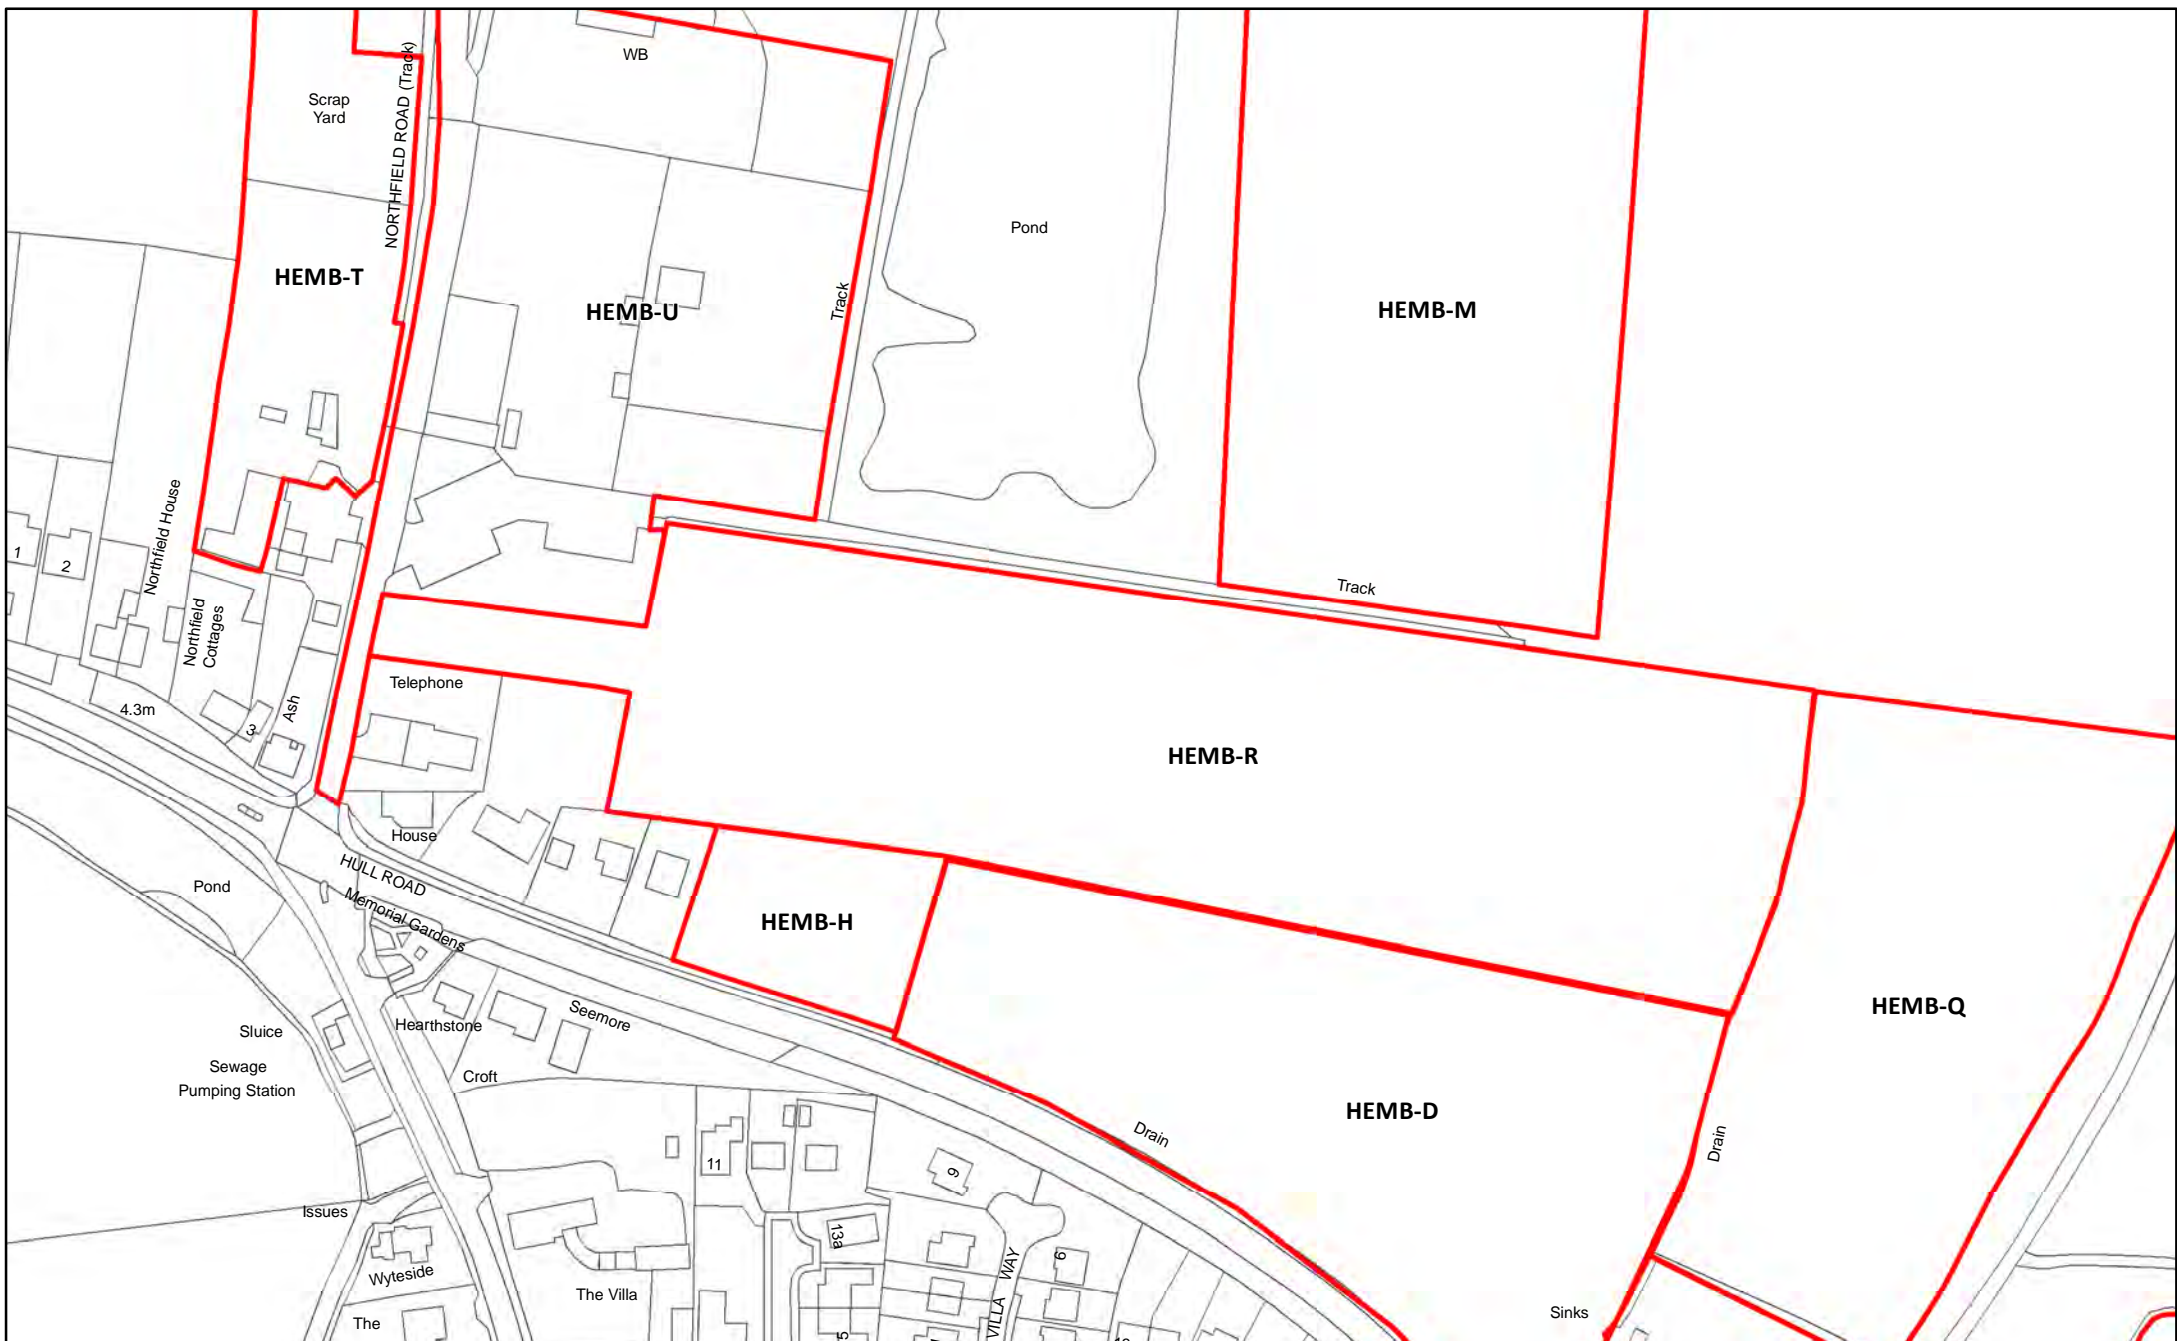 WB
Scrap
Yard
NORTHFIELD ROAD (Track)
Pond
HEMB-T
HEMB-U
Track
HEMB-M
1
2
Northfield House
Northfield
Cottages
Track
Telephone
4.3m
3
Ash
HEMB-R
House
HULL ROAD
Pond
Memorial Gardens
HEMB-H
HEMB-Q
Hearthstone
Seemore
Sluice
Sewage
Pumping Station
Croft
HEMB-D
Drain
Drain
11
9
Issues
13a
Wyteside
VILLA WAY
The Villa
Sinks
The